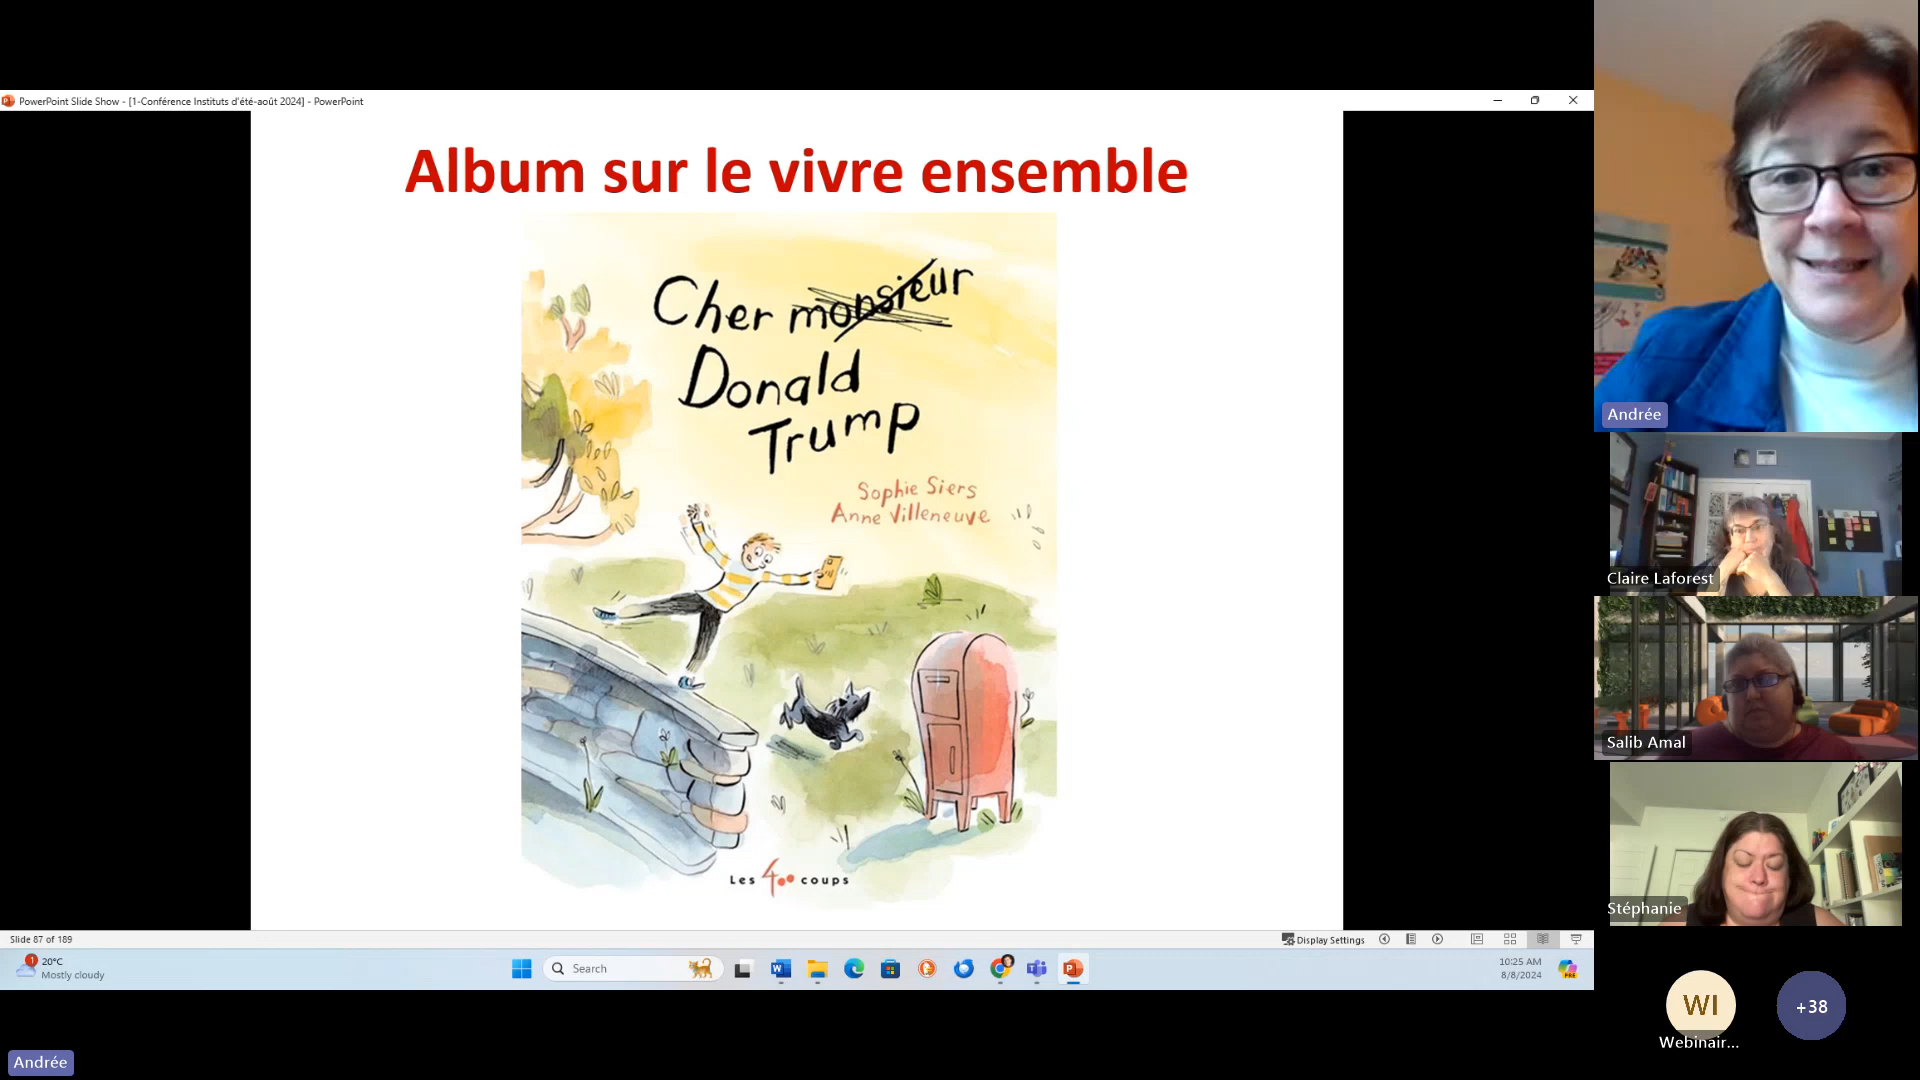 PowerPoint Slide Show - [1-Conférence Instituts d'été-août 2024] - PowerPoint
Album sur le vivre ensemble
Cher monsieur
Donald
Trump
Sophie Siers
Anne Villeneuve
Les 400 coups
Slide 87 of 189
Display Settings
1
20°C
Mostly cloudy
Search
10:25 AM
8/8/2024
Andrée
Claire Laforest
Salib Amal
Stéphanie
WI
+38
Webinair...
Andrée